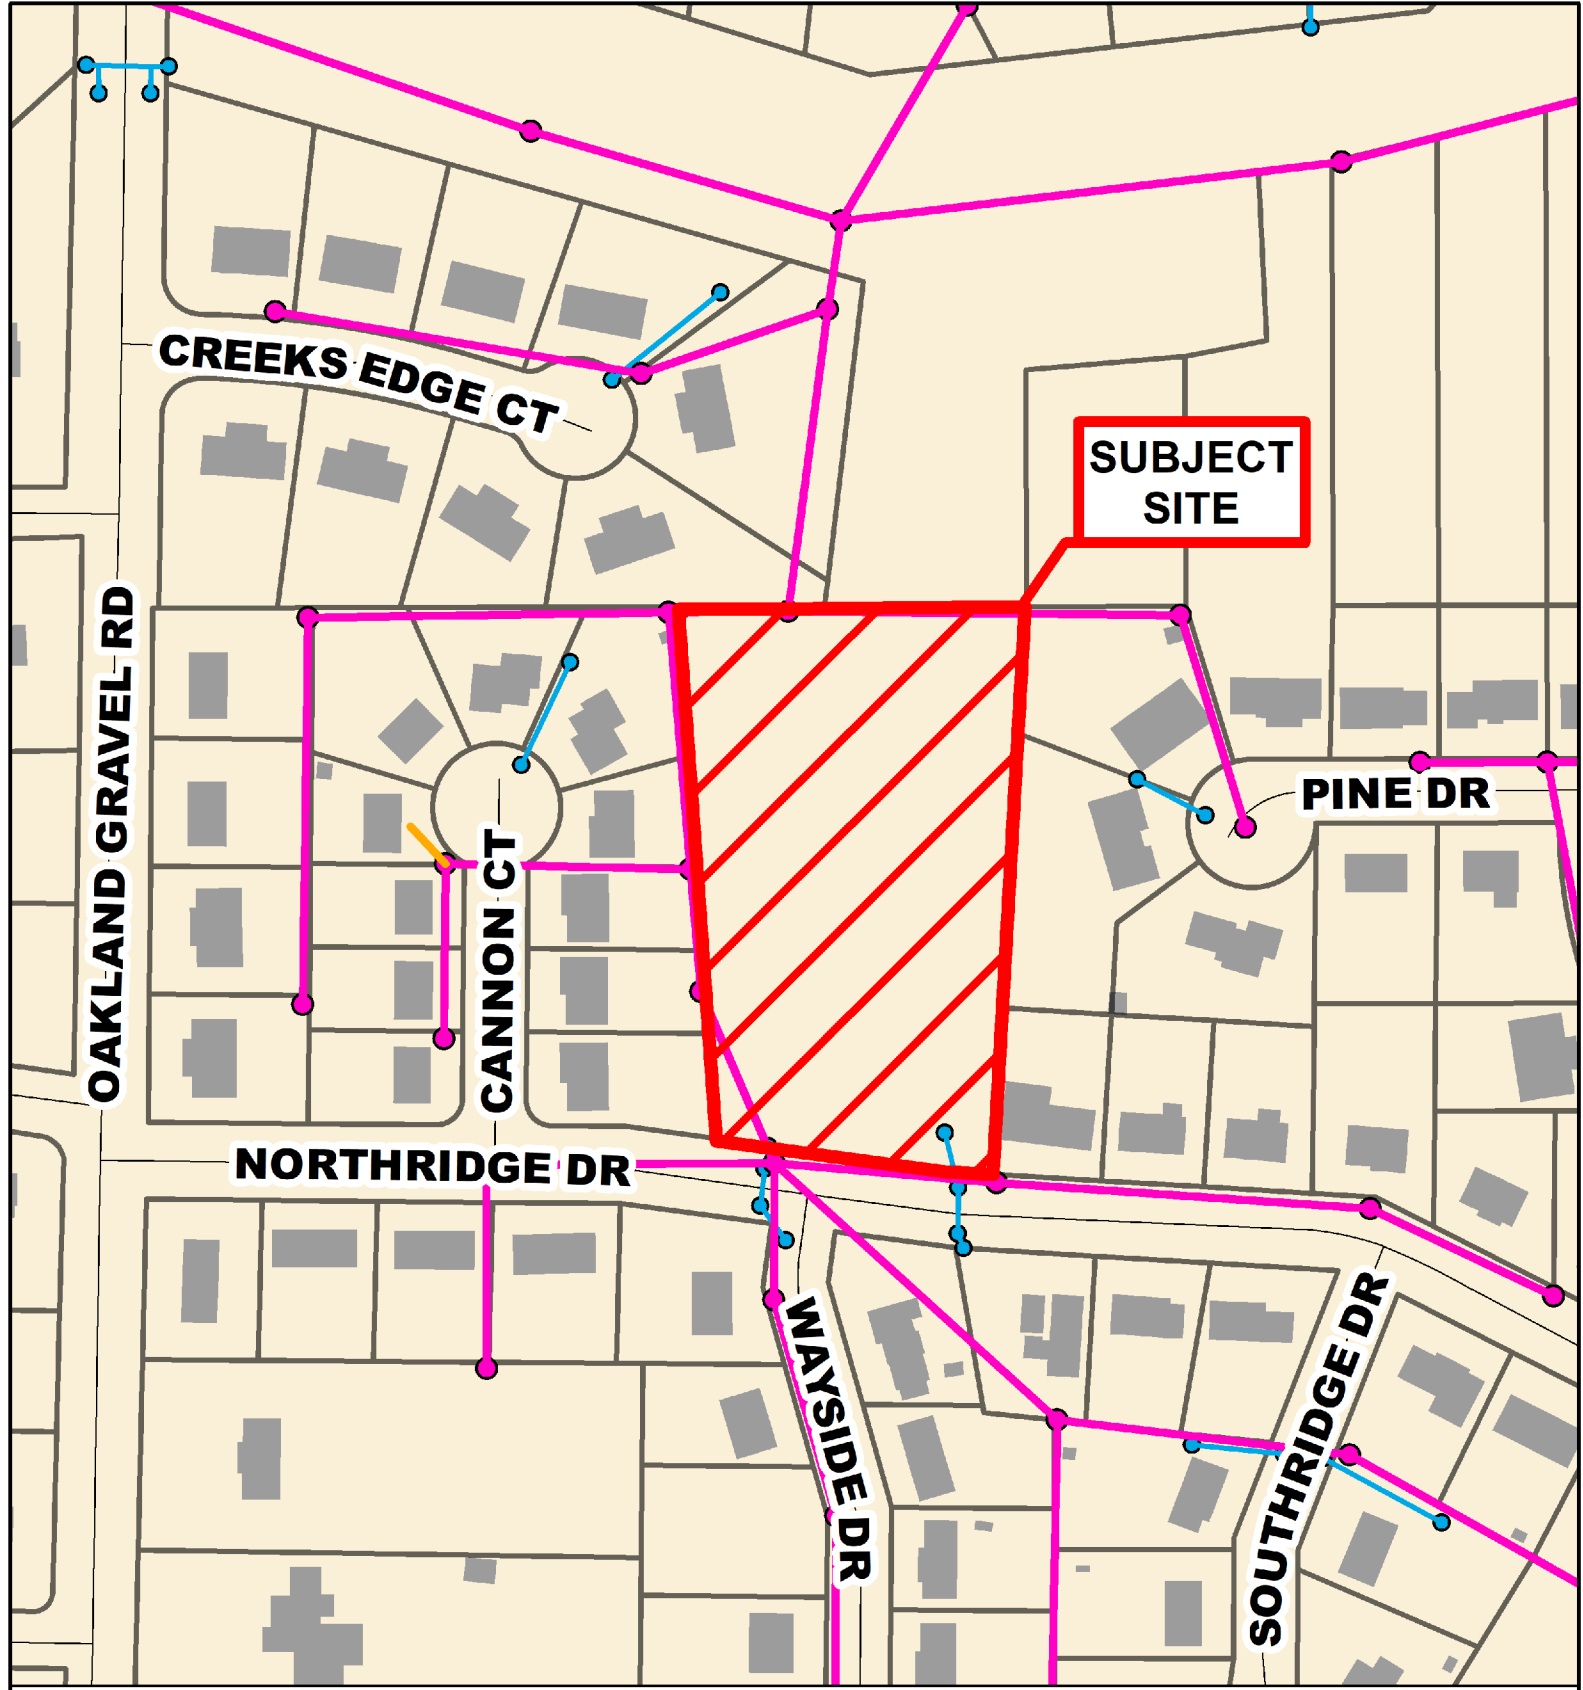 CREEKS EDGE CT
SUBJECT
SITE
OAKLAND GRAVEL RD
PINE DR
CANNON CT
NORTHRIDGE DR
WAYSIDE DR
SOUTHRIDGE DR